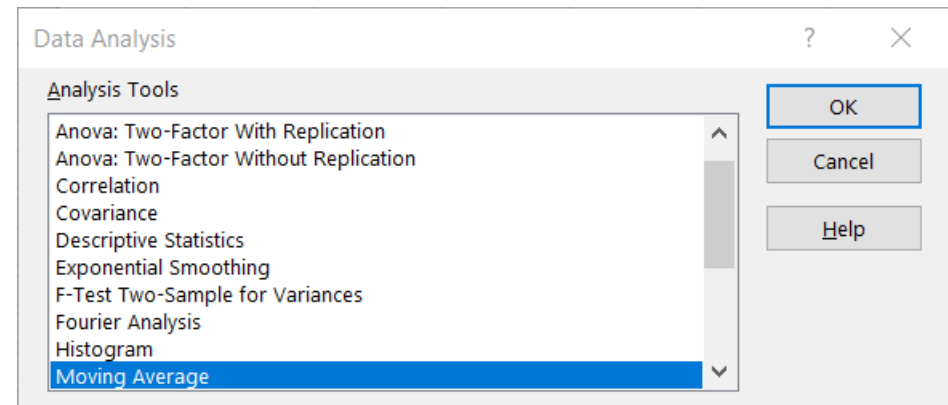 Data Analysis
?
Analysis Tools
OK
Anova: Two-Factor With Replication
Anova: Two-Factor Without Replication
Cancel
Correlation
Covariance
Help
Descriptive Statistics
Exponential Smoothing
F-Test Two-Sample for Variances
Fourier Analysis
Histogram
Moving Average